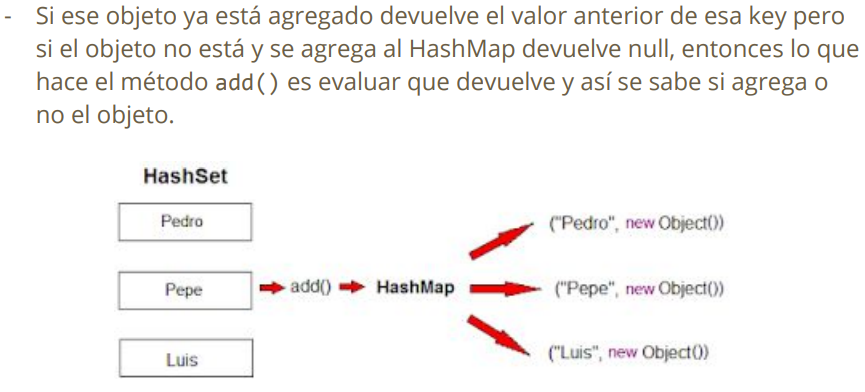 - Si ese objeto ya está agregado devuelve el valor anterior de esa key pero
si el objeto no está y se agrega al HashMap devuelve null, entonces lo que
hace el método add() es evaluar que devuelve y así se sabe si agrega o
no el objeto.
HashSet
Pedro
("Pedro", new Object())
Pepe
add()
HashMap
("Pepe", new Object())
Luis
("Luis", new Object())